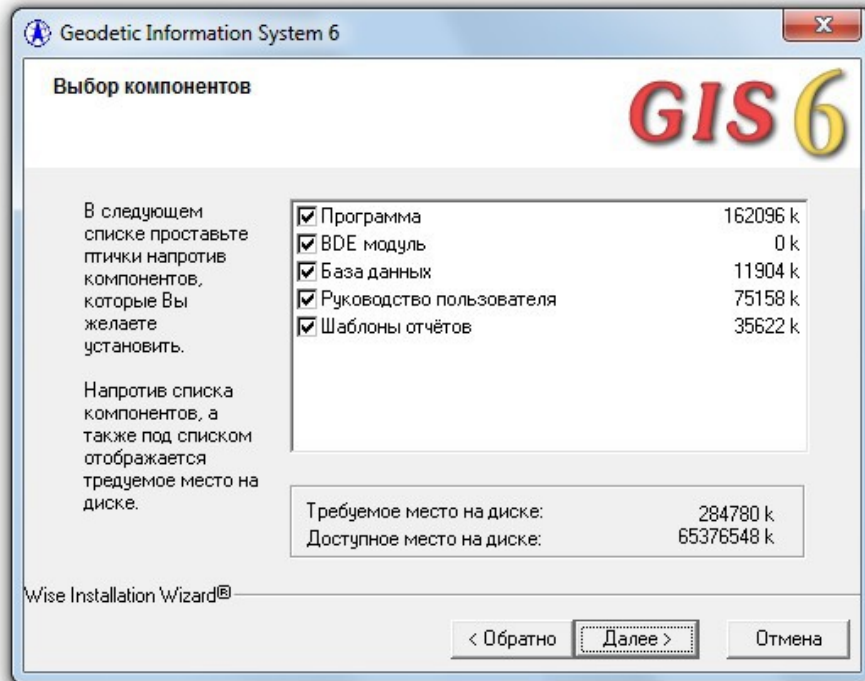 Geodetic Information System 6
Выбор компонентов
GIS 6
В следующем
списке проставьте
птички напротив
компонентов,
которые Вы
желаете
установить.
Напротив списка
компонентов, а
также под списком
отображается
тредуемое место на
диске.
Программа 162096 k
BDE модуль 0 k
База данных 11904 k
Руководство пользователя 75158 k
Шаблоны отчётов 35622 k
Требуемое место на диске: 284780 k
Доступное место на диске: 65376548 k
Wise Installation Wizard®
< Обратно Далее > Отмена